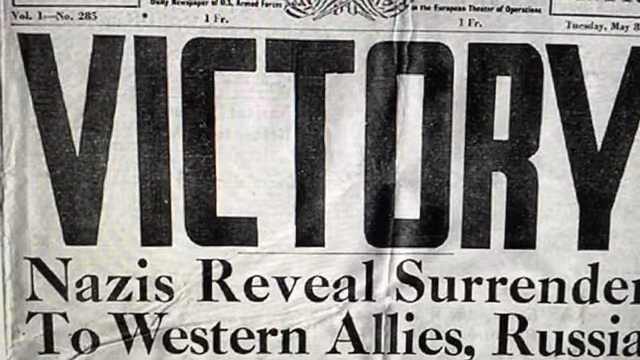 Daily Newspaper of U.S. Armed Forces in the European Theater of Operations
Vol. 1—No. 285 1 Fr. 1 Fr. Tuesday, May 8
VICTORY
Nazis Reveal Surrender
To Western Allies, Russia